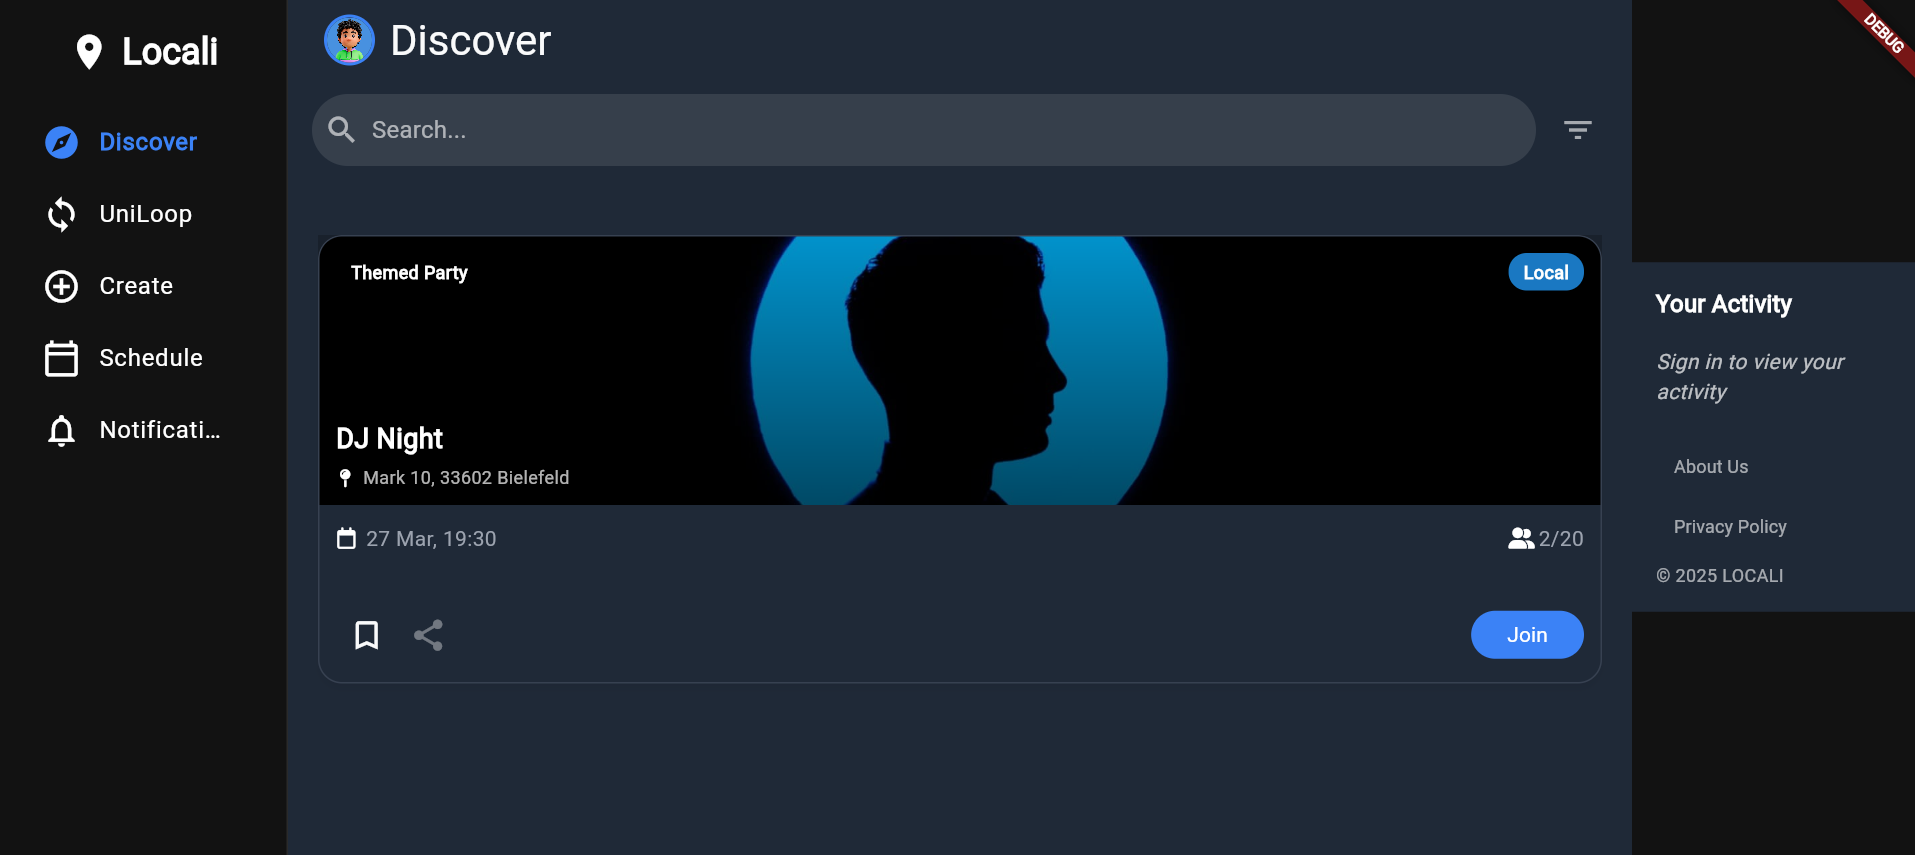 Locali
Discover
UniLoop
Create
Schedule
Notificati...
Discover
Search...
Themed Party
Local
DJ Night
Mark 10, 33602 Bielefeld
27 Mar, 19:30
2/20
Join
DEBUG
Your Activity
Sign in to view your
activity
About Us
Privacy Policy
© 2025 LOCALI